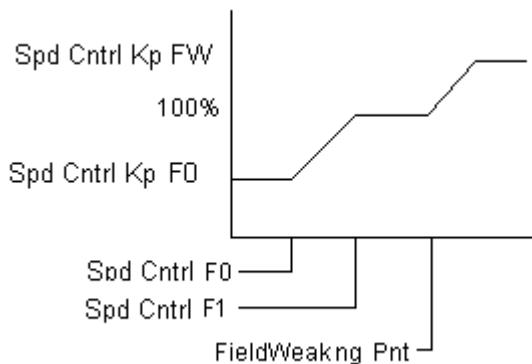 Spd Cntrl Kp FW
100%
Spd Cntrl Kp F0
Spd Cntrl F0
Spd Cntrl F1
FieldWeakng Pnt